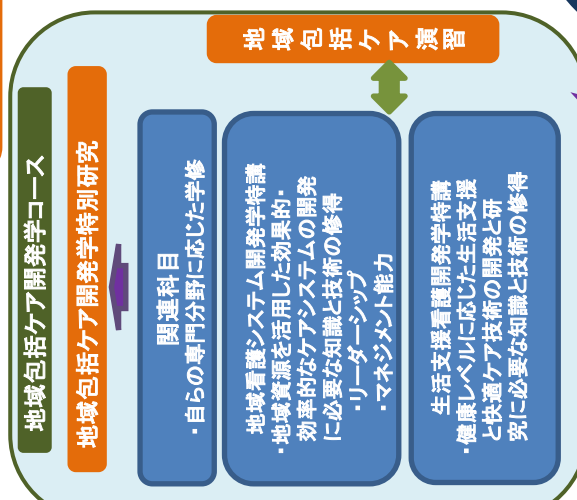 地域包括ケア開発学コース
地域包括ケア開発学特別研究
関連科目
・自らの専門分野に応じた学修
地域看護システム開発学特講
・地域資源を活用した効果的・
効率的なケアシステムの開発
に必要な知識と技術の修得
・リーダーシップ
・マネジメント能力
生活支援看護開発学特講
・健康レベルに応じた生活支援
と快適ケア技術の開発と研
究に必要な知識と技術の修得
地域包括ケア演習